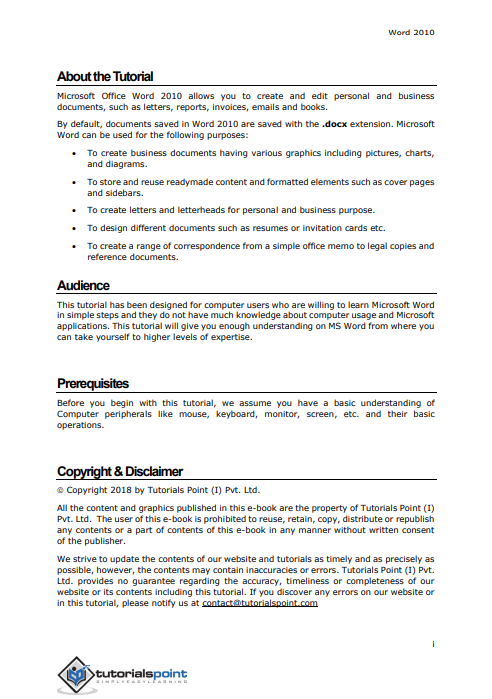 Word 2010
About the Tutorial
Microsoft Office Word 2010 allows you to create and edit personal and business
documents, such as letters, reports, invoices, emails and books.
By default, documents saved in Word 2010 are saved with the .docx extension. Microsoft
Word can be used for the following purposes:
• To create business documents having various graphics including pictures, charts,
and diagrams.
• To store and reuse readymade content and formatted elements such as cover pages
and sidebars.
• To create letters and letterheads for personal and business purpose.
• To design different documents such as resumes or invitation cards etc.
• To create a range of correspondence from a simple office memo to legal copies and
reference documents.
Audience
This tutorial has been designed for computer users who are willing to learn Microsoft Word
in simple steps and they do not have much knowledge about computer usage and Microsoft
applications. This tutorial will give you enough understanding on MS Word from where you
can take yourself to higher levels of expertise.
Prerequisites
Before you begin with this tutorial, we assume you have a basic understanding of
Computer peripherals like mouse, keyboard, monitor, screen, etc. and their basic
operations.
Copyright & Disclaimer
© Copyright 2018 by Tutorials Point (I) Pvt. Ltd.
All the content and graphics published in this e-book are the property of Tutorials Point (I)
Pvt. Ltd. The user of this e-book is prohibited to reuse, retain, copy, distribute or republish
any contents or a part of contents of this e-book in any manner without written consent
of the publisher.
We strive to update the contents of our website and tutorials as timely and as precisely as
possible, however, the contents may contain inaccuracies or errors. Tutorials Point (I) Pvt.
Ltd. provides no guarantee regarding the accuracy, timeliness or completeness of our
website or its contents including this tutorial. If you discover any errors on our website or
in this tutorial, please notify us at contact@tutorialspoint.com
i
tutorialspoint
SIMPLYEASYLEARNING